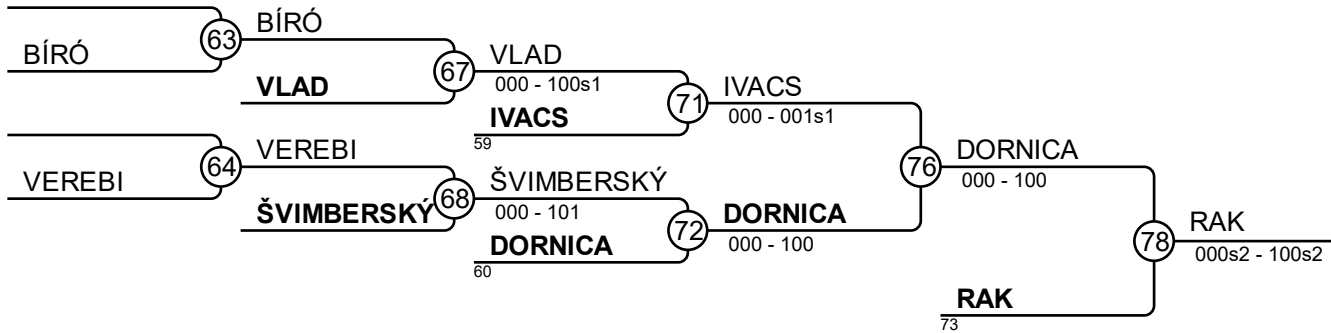 BÍRÓ
63
BÍRÓ
VLAD
67
VLAD
000 - 100s1
IVACS
59
71
IVACS
000 - 001s1
VEREBI
64
VEREBI
ŠVIMBERSKÝ
68
ŠVIMBERSKÝ
000 - 101
DORNICA
60
72
DORNICA
000 - 100
76
DORNICA
000 - 100
RAK
73
78
RAK
000s2 - 100s2